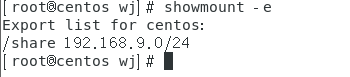 [root@centos wj]# showmount -e
Export list for centos:
/share 192.168.9.0/24
[root@centos wj]#